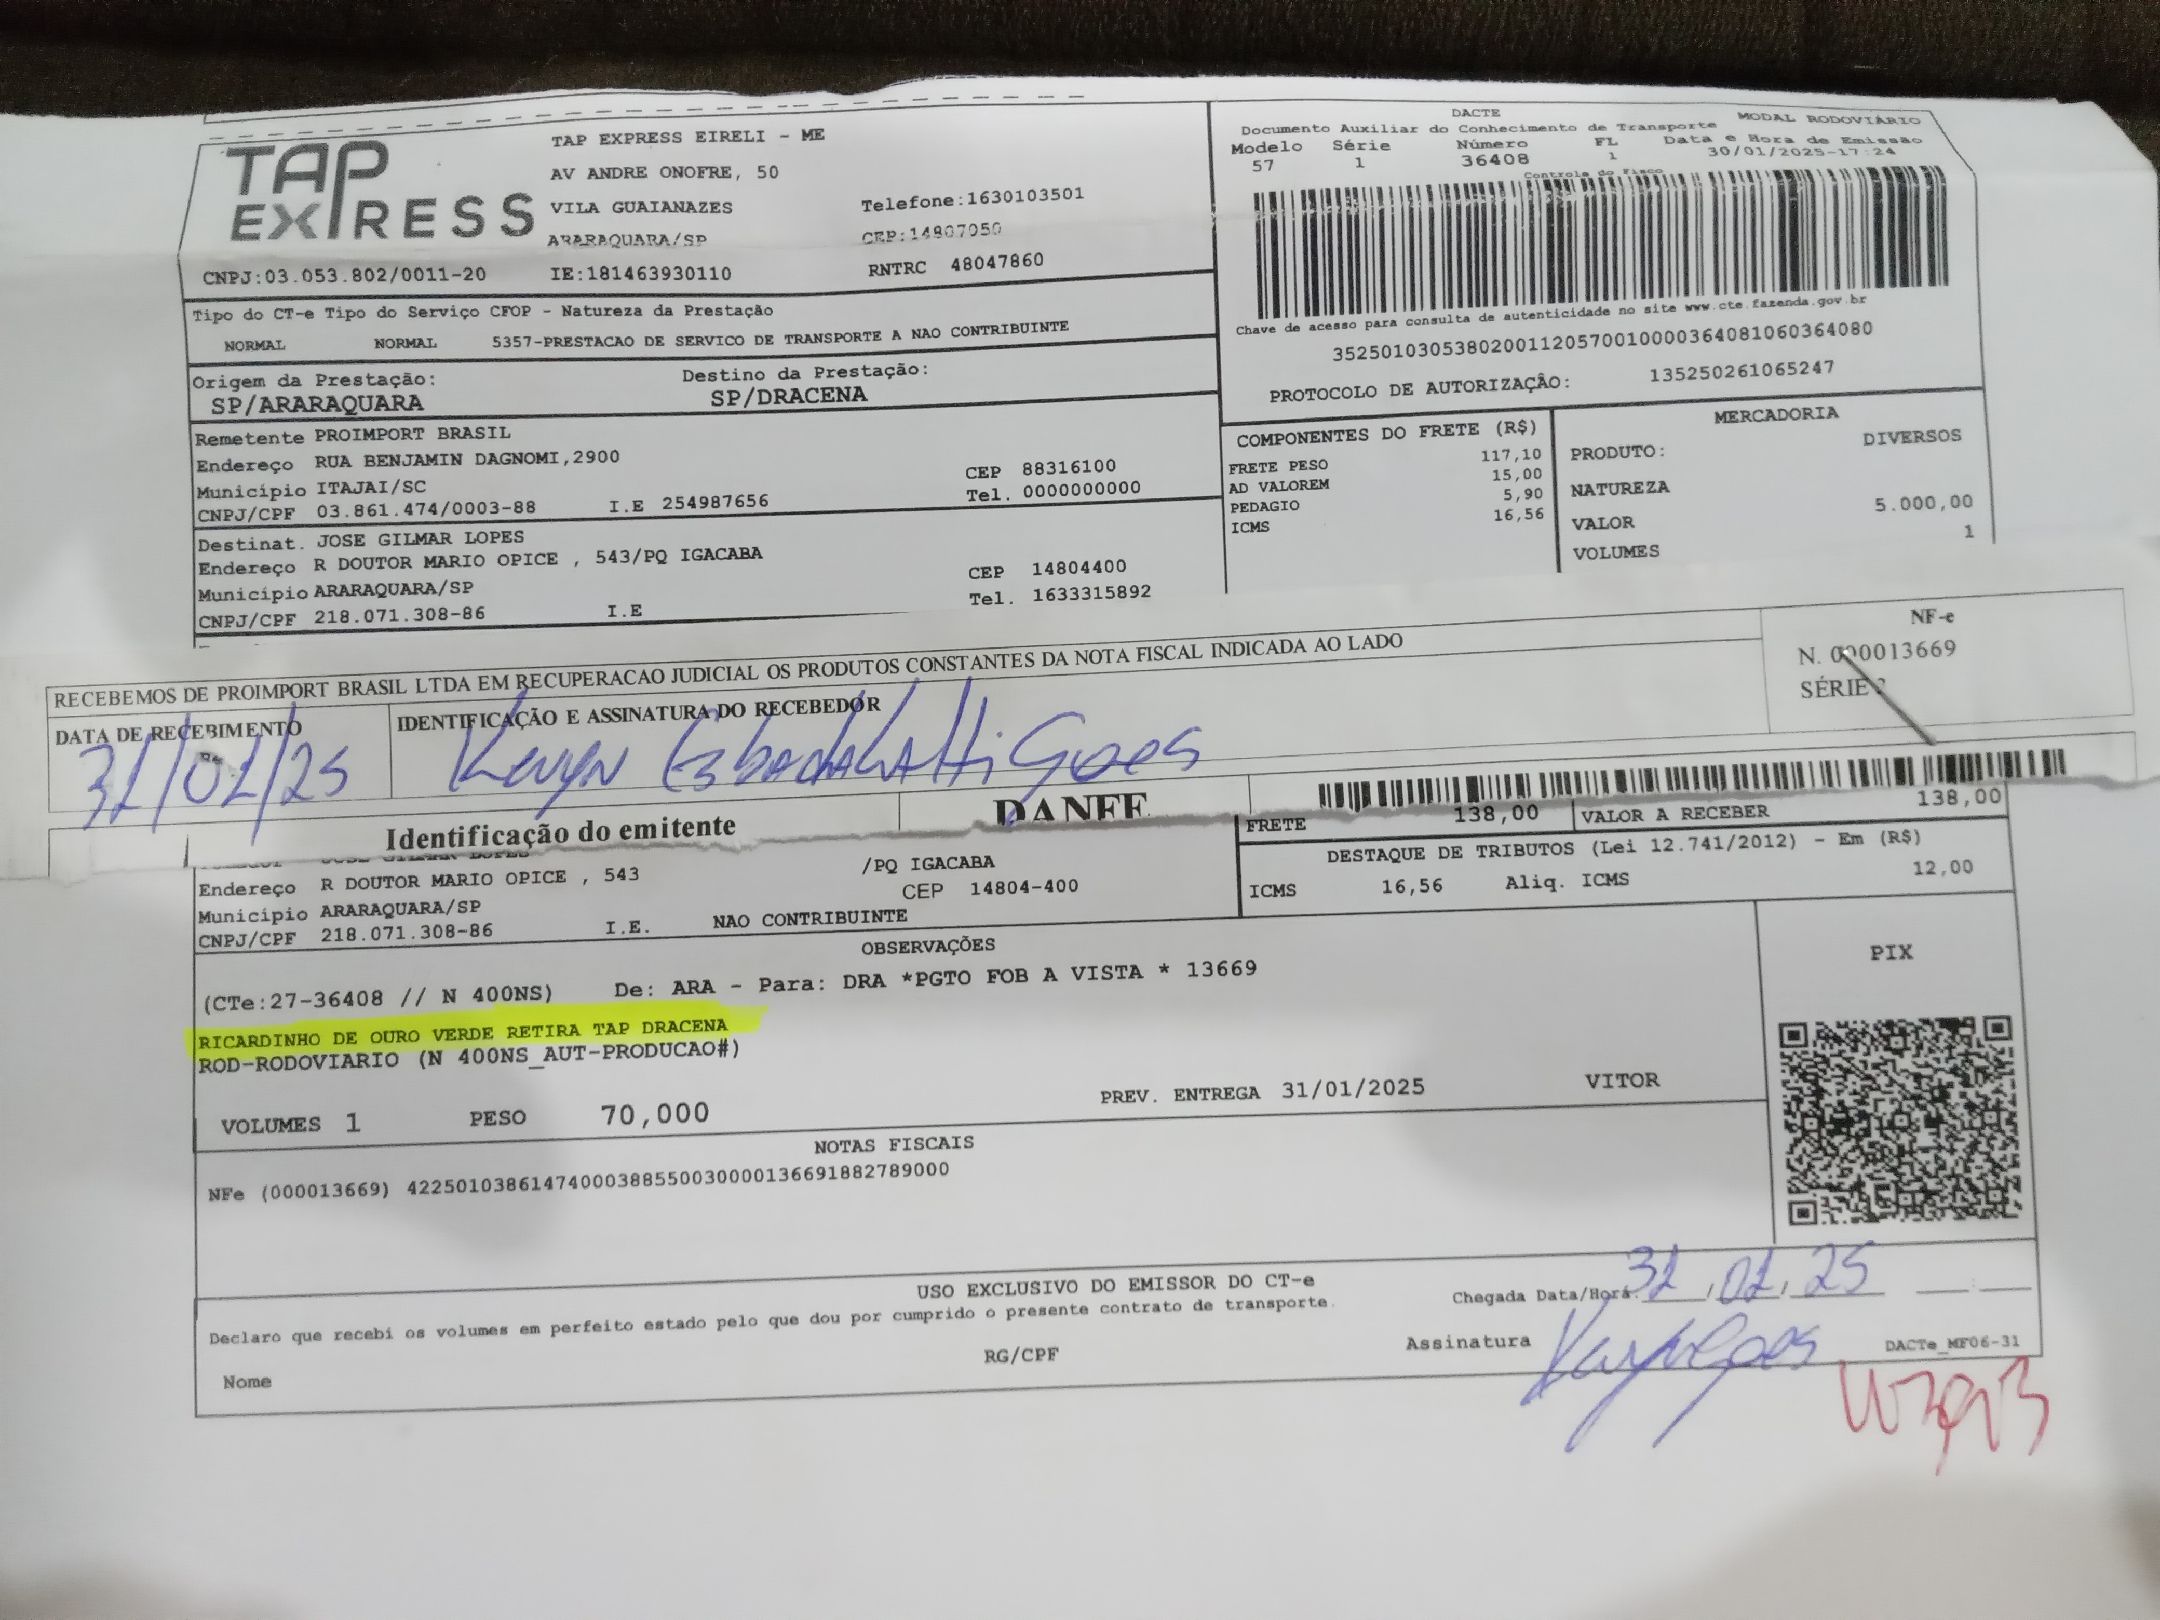 TAP EXPRESS
TAP EXPRESS EIRELI - ME
AV ANDRE ONOFRE, 50
VILA GUAIANAZES
Telefone:1630103501
ARARAQUARA/SP
CEP:14807050
CNPJ:03.053.802/0011-20 IE:181463930110 RNTRC 48047860
DACTE
MODAL RODOVIÁRIO
Documento Auxiliar do Conhecimento de Transporte
Modelo Série Número FL Data e Hora de Emissão
57 1 36408 1 30/01/2025-17:24
Controle do Fisco
Chave de acesso para consulta de autenticidade no site www.cte.fazenda.gov.br
35250103053802001120570010000364081060364080
PROTOCOLO DE AUTORIZAÇÃO: 135250261065247
Tipo do CT-e Tipo do Serviço CFOP - Natureza da Prestação
NORMAL NORMAL 5357-PRESTACAO DE SERVICO DE TRANSPORTE A NAO CONTRIBUINTE
Origem da Prestação: Destino da Prestação:
SP/ARARAQUARA SP/DRACENA
Remetente PROIMPORT BRASIL
Endereço RUA BENJAMIN DAGNOMI,2900
Município ITAJAI/SC CEP 88316100
CNPJ/CPF 03.861.474/0003-88 I.E 254987656 Tel. 0000000000
Destinat. JOSE GILMAR LOPES
Endereço R DOUTOR MARIO OPICE , 543/PQ IGACABA
Município ARARAQUARA/SP CEP 14804400
CNPJ/CPF 218.071.308-86 I.E Tel. 1633315892
COMPONENTES DO FRETE (R$)
FRETE PESO 117,10
AD VALOREM 15,00
PEDAGIO 5,90
ICMS 16,56
MERCADORIA
PRODUTO: DIVERSOS
NATUREZA
VALOR 5.000,00
VOLUMES 1
RECEBEMOS DE PROIMPORT BRASIL LTDA EM RECUPERACAO JUDICIAL OS PRODUTOS CONSTANTES DA NOTA FISCAL INDICADA AO LADO
NF-e
N. 000013669
SÉRIE
DATA DE RECEBIMENTO IDENTIFICAÇÃO E ASSINATURA DO RECEBEDOR
31/01/25
Identificação do emitente DANFE
FRETE 138,00 VALOR A RECEBER 138,00
DESTAQUE DE TRIBUTOS (Lei 12.741/2012) - Em (R$)
ICMS 16,56 Aliq. ICMS 12,00
Endereço R DOUTOR MARIO OPICE , 543 /PQ IGACABA
Município ARARAQUARA/SP CEP 14804-400
CNPJ/CPF 218.071.308-86 I.E. NAO CONTRIBUINTE
OBSERVAÇÕES
(CTe:27-36408 // N 400NS) De: ARA - Para: DRA *PGTO FOB A VISTA * 13669
RICARDINHO DE OURO VERDE RETIRA TAP DRACENA
ROD-RODOVIARIO (N 400NS_AUT-PRODUCAO#)
PIX
VOLUMES 1 PESO 70,000 PREV. ENTREGA 31/01/2025 VITOR
NOTAS FISCAIS
NFe (000013669) 42250103861474000388550030000136691882789000
USO EXCLUSIVO DO EMISSOR DO CT-e
Declaro que recebi os volumes em perfeito estado pelo que dou por cumprido o presente contrato de transporte.
Chegada Data/Hora: 31/01/25
Nome RG/CPF Assinatura
DACTe_MF06-31